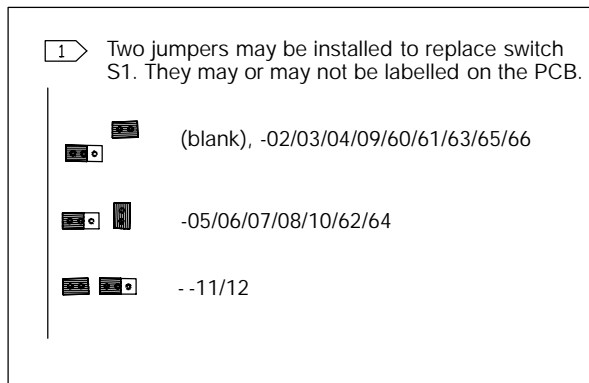 1 Two jumpers may be installed to replace switch
S1. They may or may not be labelled on the PCB.
(blank), -02/03/04/09/60/61/63/65/66
-05/06/07/08/10/62/64
- -11/12